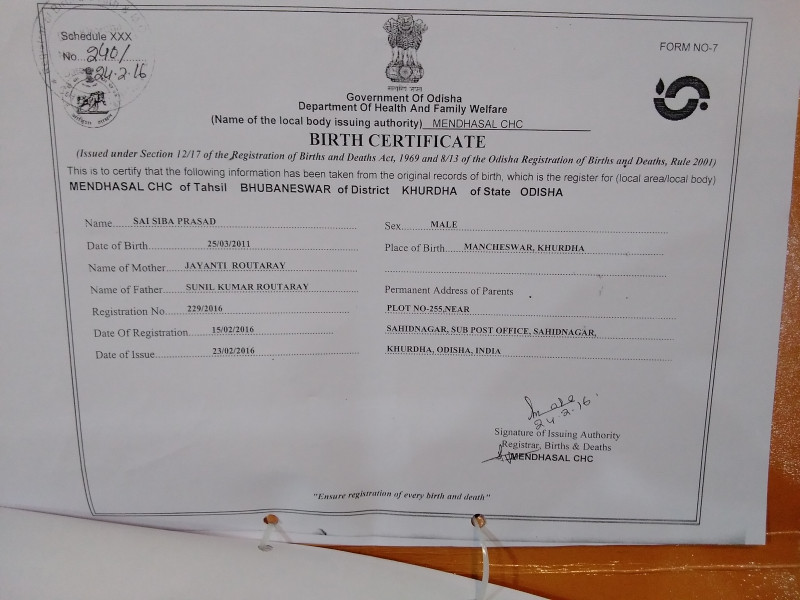 Schedule XXX
No....240/
24.2.16
FORM NO-7
सत्यमेव जयते
Government Of Odisha
Department Of Health And Family Welfare
(Name of the local body issuing authority) MENDHASAL CHC
BIRTH CERTIFICATE
(Issued under Section 12/17 of the Registration of Births and Deaths Act, 1969 and 8/13 of the Odisha Registration of Births and Deaths, Rule 2001)
This is to certify that the following information has been taken from the original records of birth, which is the register for (local area/local body)
MENDHASAL CHC of Tahsil BHUBANESWAR of District KHURDHA of State ODISHA
Name SAI SIBA PRASAD
Date of Birth 25/03/2011
Name of Mother JAYANTI ROUTARAY
Name of Father SUNIL KUMAR ROUTARAY
Registration No. 229/2016
Date Of Registration 15/02/2016
Date of Issue 23/02/2016
Sex MALE
Place of Birth MANCHESWAR, KHURDHA
Permanent Address of Parents
PLOT NO-255,NEAR
SAHIDNAGAR, SUB POST OFFICE, SAHIDNAGAR,
KHURDHA, ODISHA, INDIA
24.2.16
Signature of Issuing Authority
Registrar, Births & Deaths
MENDHASAL CHC
"Ensure registration of every birth and death"